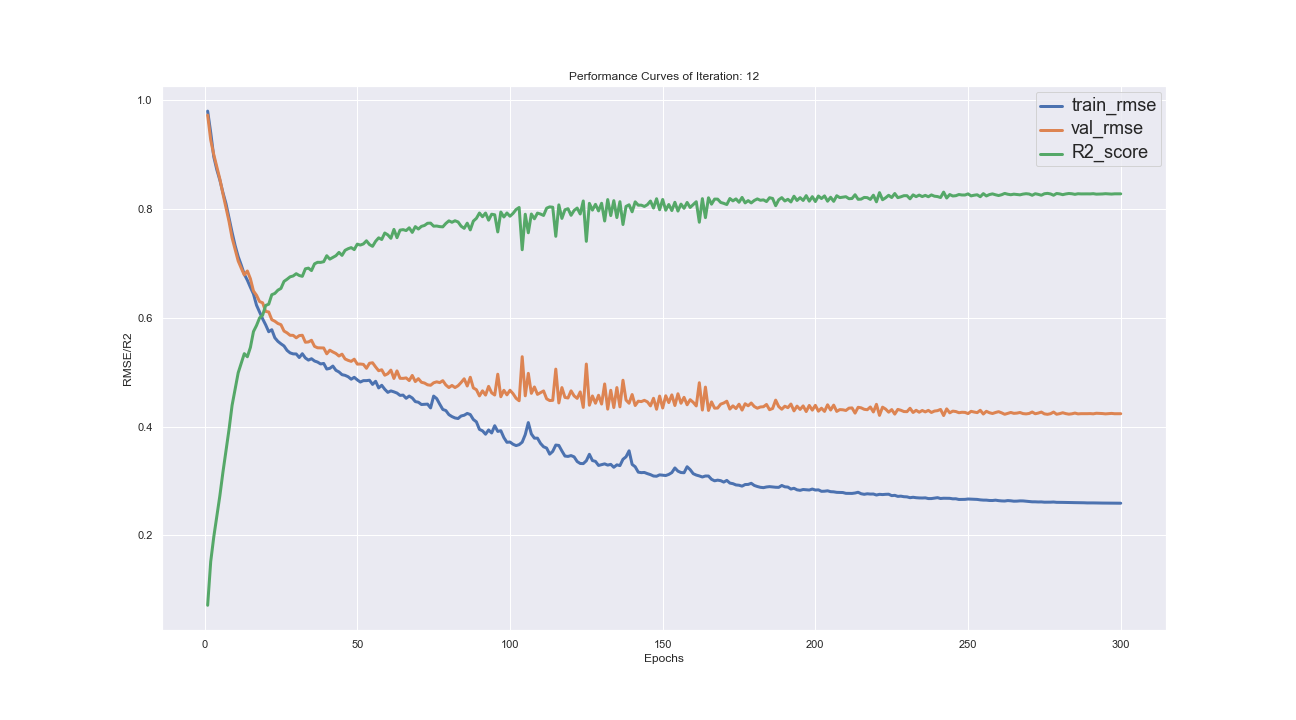 Performance Curves of Iteration: 12
train_rmse
val_rmse
R2_score
1.0
0.8
0.6
0.4
0.2
RMSE/R2
0
50
100
150
200
250
300
Epochs